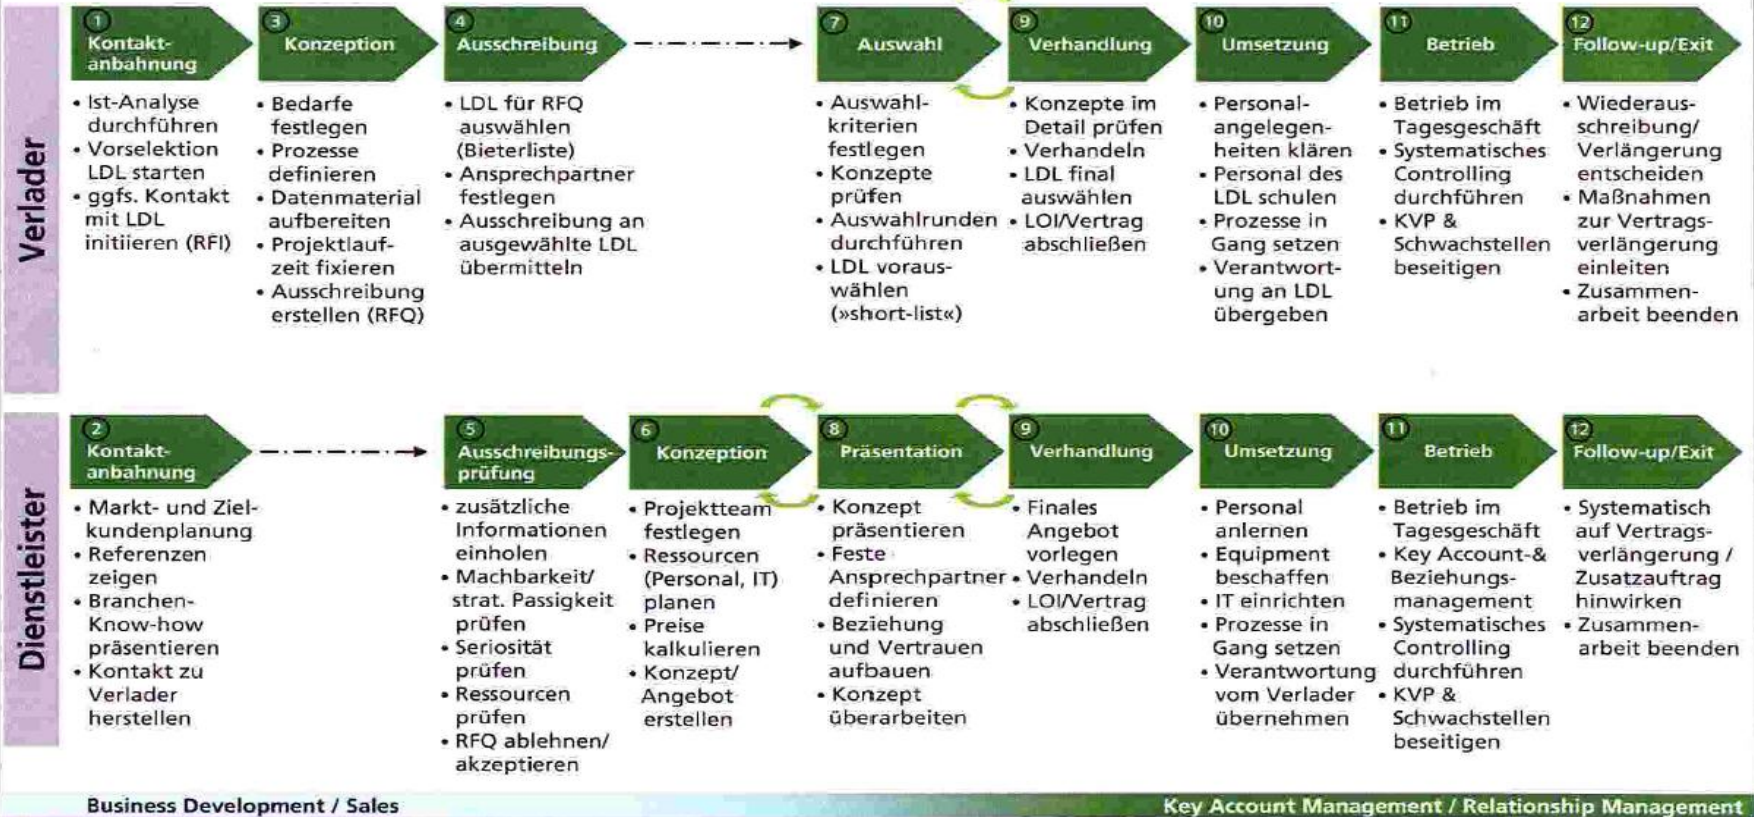 Verlader
1
Kontakt-
anbahnung
• Ist-Analyse
durchführen
• Vorselektion
LDL starten
• ggfs. Kontakt
mit LDL
initiieren (RFI)
3
Konzeption
• Bedarfe
festlegen
• Prozesse
definieren
• Datenmaterial
aufbereiten
• Projektlauf-
zeit fixieren
• Ausschreibung
erstellen (RFQ)
4
Ausschreibung
• LDL für RFQ
auswählen
(Bieterliste)
• Ansprechpartner
festlegen
• Ausschreibung an
ausgewählte LDL
übermitteln
7
Auswahl
• Auswahl-
kriterien
festlegen
• Konzepte
prüfen
• Auswahlrunden
durchführen
• LDL voraus-
wählen
(»short-list«)
9
Verhandlung
• Konzepte im
Detail prüfen
• Verhandeln
• LDL final
auswählen
• LOI/Vertrag
abschließen
10
Umsetzung
• Personal-
angelegen-
heiten klären
• Personal des
LDL schulen
• Prozesse in
Gang setzen
• Verantwort-
ung an LDL
übergeben
11
Betrieb
• Betrieb im
Tagesgeschäft
• Systematisches
Controlling
durchführen
• KVP &
Schwachstellen
beseitigen
12
Follow-up/Exit
• Wiederaus-
schreibung/
Verlängerung
entscheiden
• Maßnahmen
zur Vertrags-
verlängerung
einleiten
• Zusammen-
arbeit beenden
Dienstleister
2
Kontakt-
anbahnung
• Markt- und Ziel-
kundenplanung
• Referenzen
zeigen
• Branchen-
Know-how
präsentieren
• Kontakt zu
Verlader
herstellen
5
Ausschreibungs-
prüfung
• zusätzliche
Informationen
einholen
• Machbarkeit/
strat. Passigkeit
prüfen
• Seriosität
prüfen
• Ressourcen
prüfen
• RFQ ablehnen/
akzeptieren
6
Konzeption
• Projektteam
festlegen
• Ressourcen
(Personal, IT)
planen
• Preise
kalkulieren
• Konzept/
Angebot
erstellen
8
Präsentation
• Konzept
präsentieren
• Feste
Ansprechpartner
definieren
• Beziehung
und Vertrauen
aufbauen
• Konzept
überarbeiten
9
Verhandlung
• Finales
Angebot
vorlegen
• Verhandeln
• LOI/Vertrag
abschließen
10
Umsetzung
• Personal
anlernen
• Equipment
beschaffen
• IT einrichten
• Prozesse in
Gang setzen
• Verantwortung
vom Verlader
übernehmen
11
Betrieb
• Betrieb im
Tagesgeschäft
• Key Account-&
Beziehungs-
management
• Systematisches
Controlling
durchführen
• KVP &
Schwachstellen
beseitigen
12
Follow-up/Exit
• Systematisch
auf Vertrags-
verlängerung /
Zusatzauftrag
hinwirken
• Zusammen-
arbeit beenden
Business Development / Sales
Key Account Management / Relationship Management